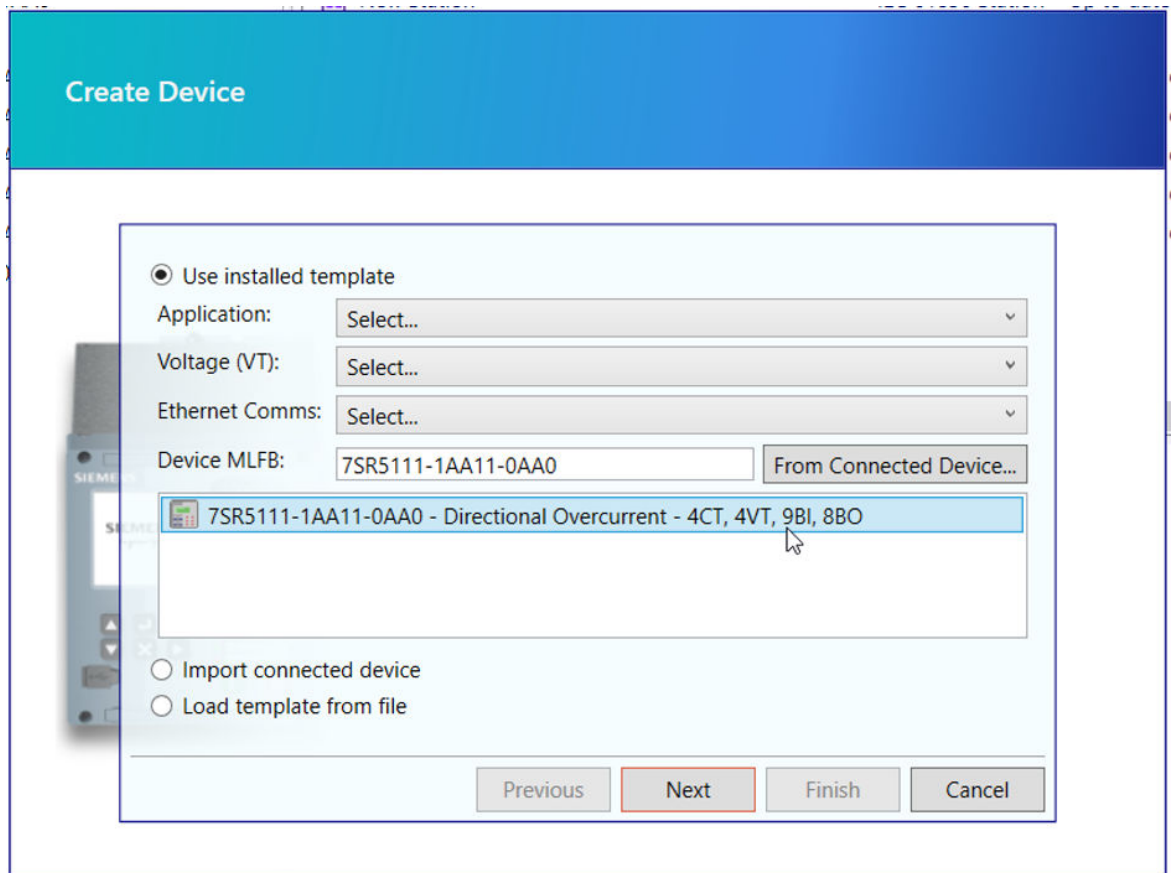 New Station
Create Device
Use installed template
Application:
Select...
Voltage (VT):
Select...
Ethernet Comms:
Select...
Device MLFB:
7SR5111-1AA11-0AA0
From Connected Device...
7SR5111-1AA11-0AA0 - Directional Overcurrent - 4CT, 4VT, 9BI, 8BO
Import connected device
Load template from file
Previous
Next
Finish
Cancel